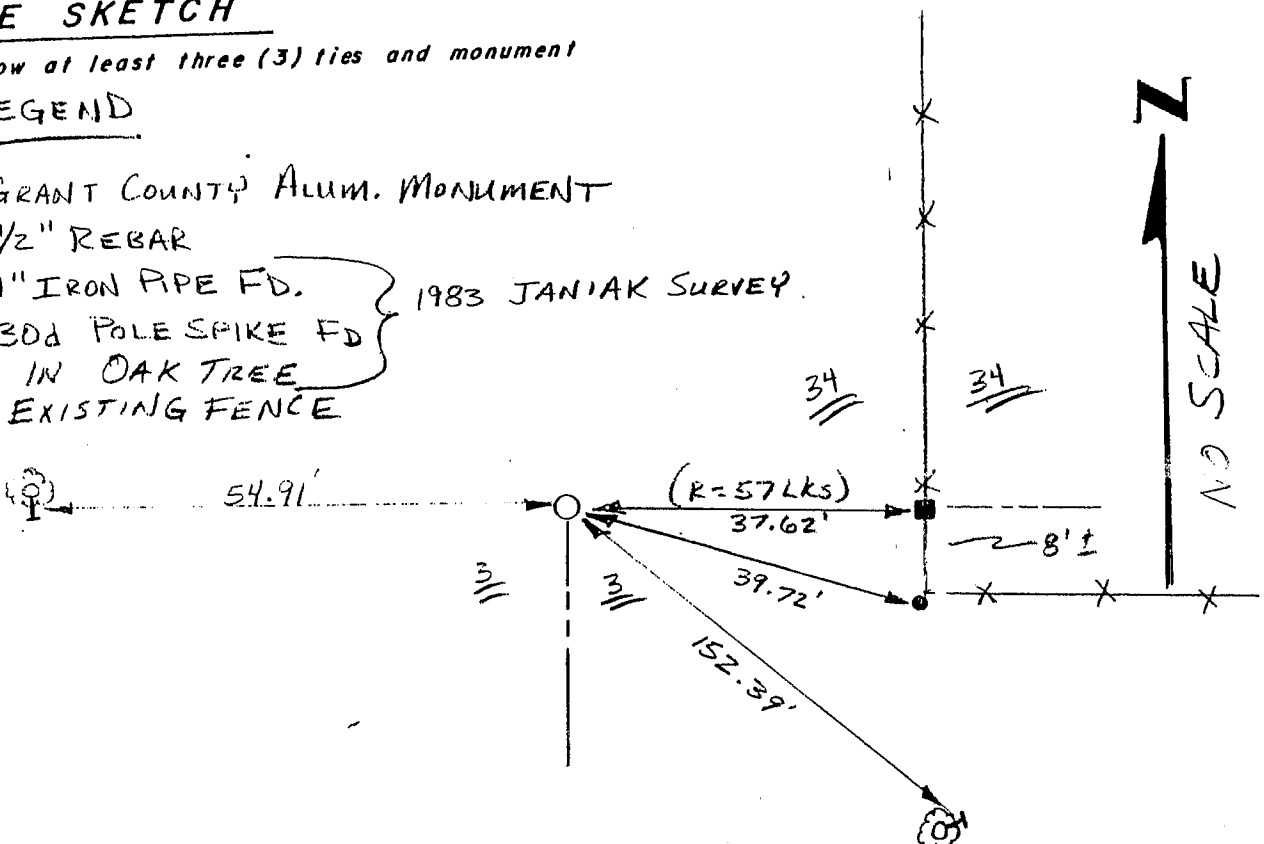 E SKETCH
ow at least three (3) ties and monument
EGEND
GRANT COUNTY ALUM. MONUMENT
1/2" REBAR
1" IRON PIPE FD.
1983 JANIAK SURVEY.
30d POLE SPIKE FD
IN OAK TREE
EXISTING FENCE
N
NO SCALE
34
34
54.91'
(R=57 LKS)
37.62'
8' ±
3
3
39.72'
152.39'